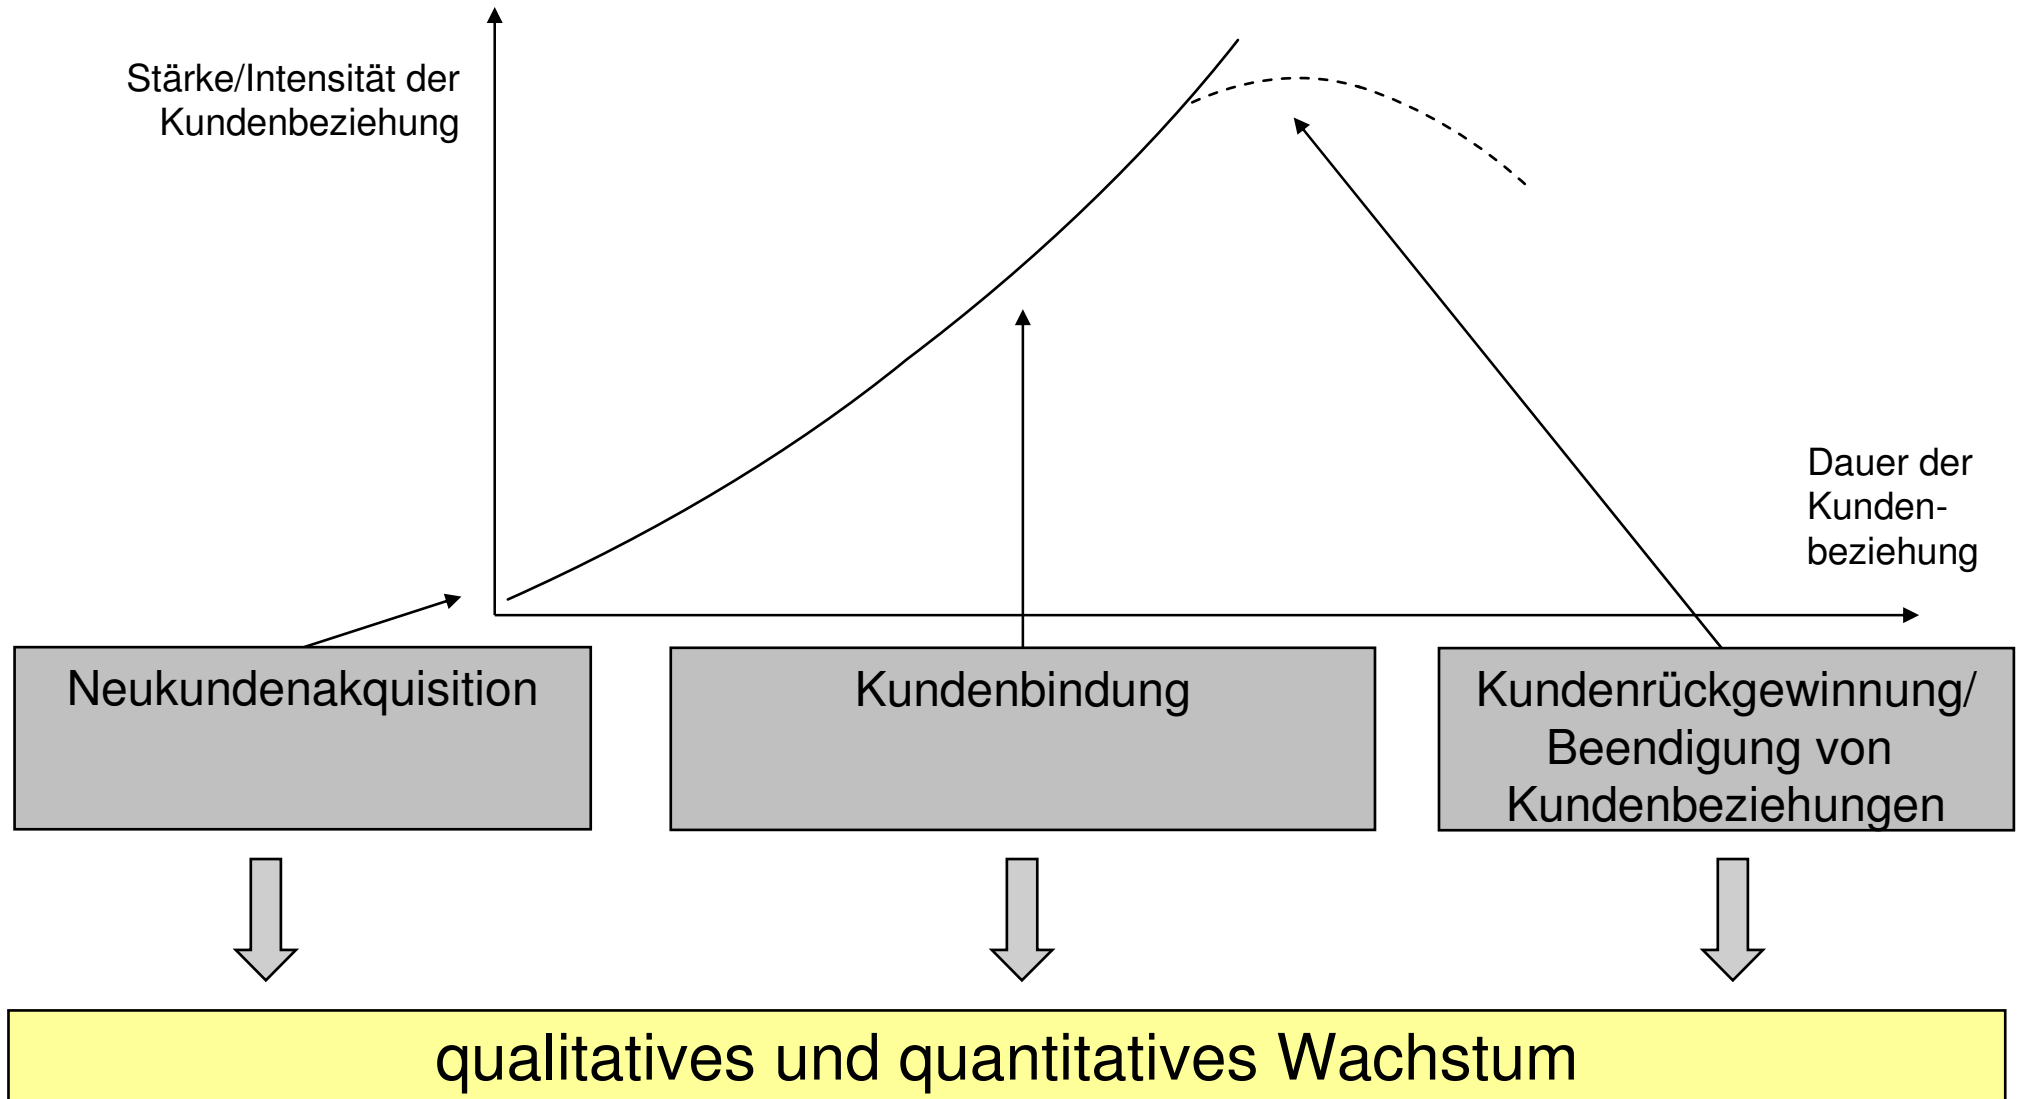 Stärke/Intensität der
Kundenbeziehung
Dauer der
Kunden-
beziehung
Neukundenakquisition
Kundenbindung
Kundenrückgewinnung/
Beendigung von
Kundenbeziehungen
qualitatives und quantitatives Wachstum